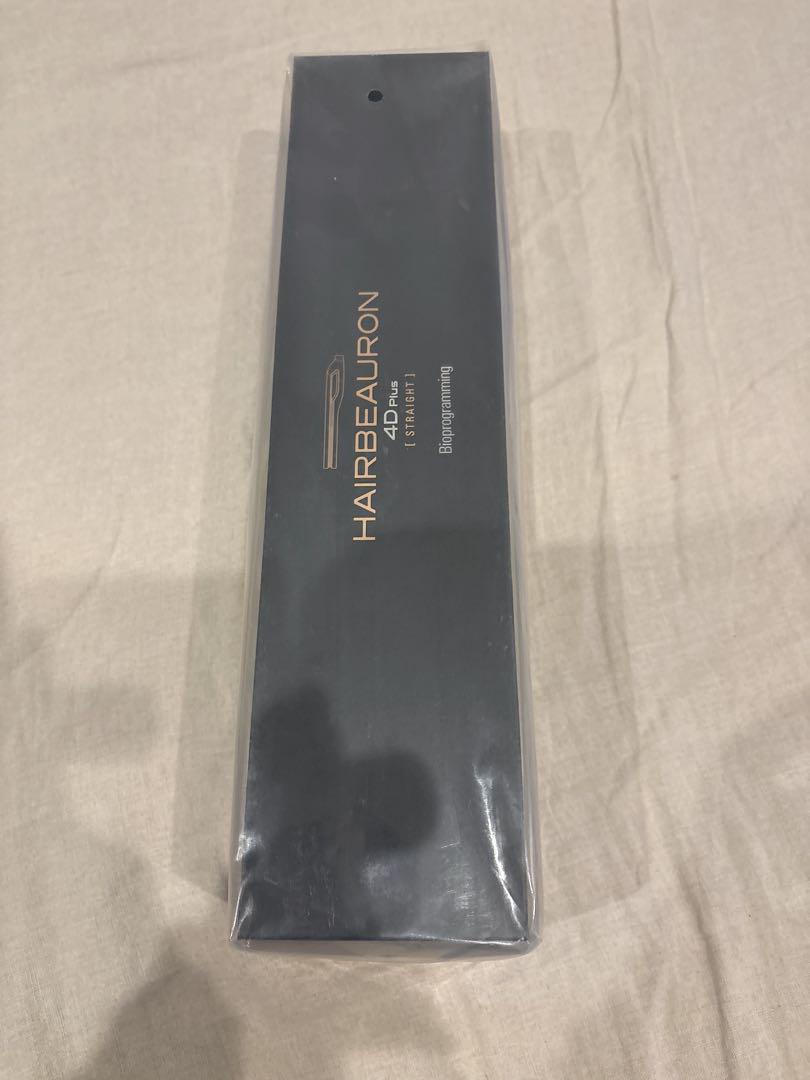 HAIRBEAURON
4D Plus
[ STRAIGHT ]
Bioprogramming